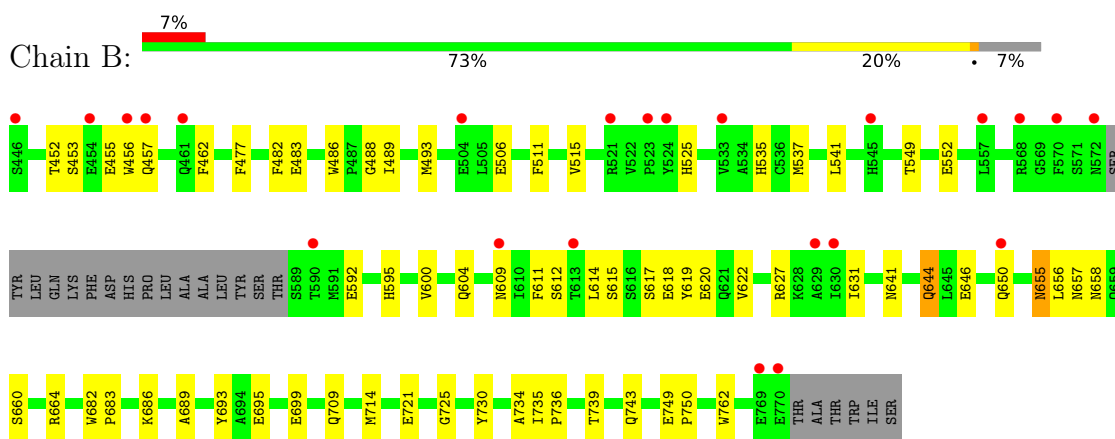 7%
Chain B:
73% 20% • 7%
S446 T452 S453 E454 E455 W456 Q457 Q461 F462 F477 F482 E483 W486 P487 G488 I489 M493 E504 L505 E506 F511 V515 R521 V522 P523 Y524 H525 V533 A534 H535 C536 M537 L541 H545 T549 E552 L557 R568 G569 F570 S571 N572 SER
TYR LEU GLN LYS PHE ASP HIS PRO LEU ALA ALA LEU TYR SER THR S589 T590 M591 E592 H595 V600 Q604 N609 I610 F611 S612 T613 L614 S615 S616 S617 E618 Y619 E620 Q621 V622 R627 K628 A629 I630 I631 N641 Q644 L645 E646 Q650 N655 L656 N657 N658
S660 R664 W682 P683 K686 A689 Y693 A694 E695 E699 Q709 M714 E721 G725 Y730 A734 I735 P736 T739 Q743 E749 P750 W762 E769 E770 THR ALA THR TRP ILE SER